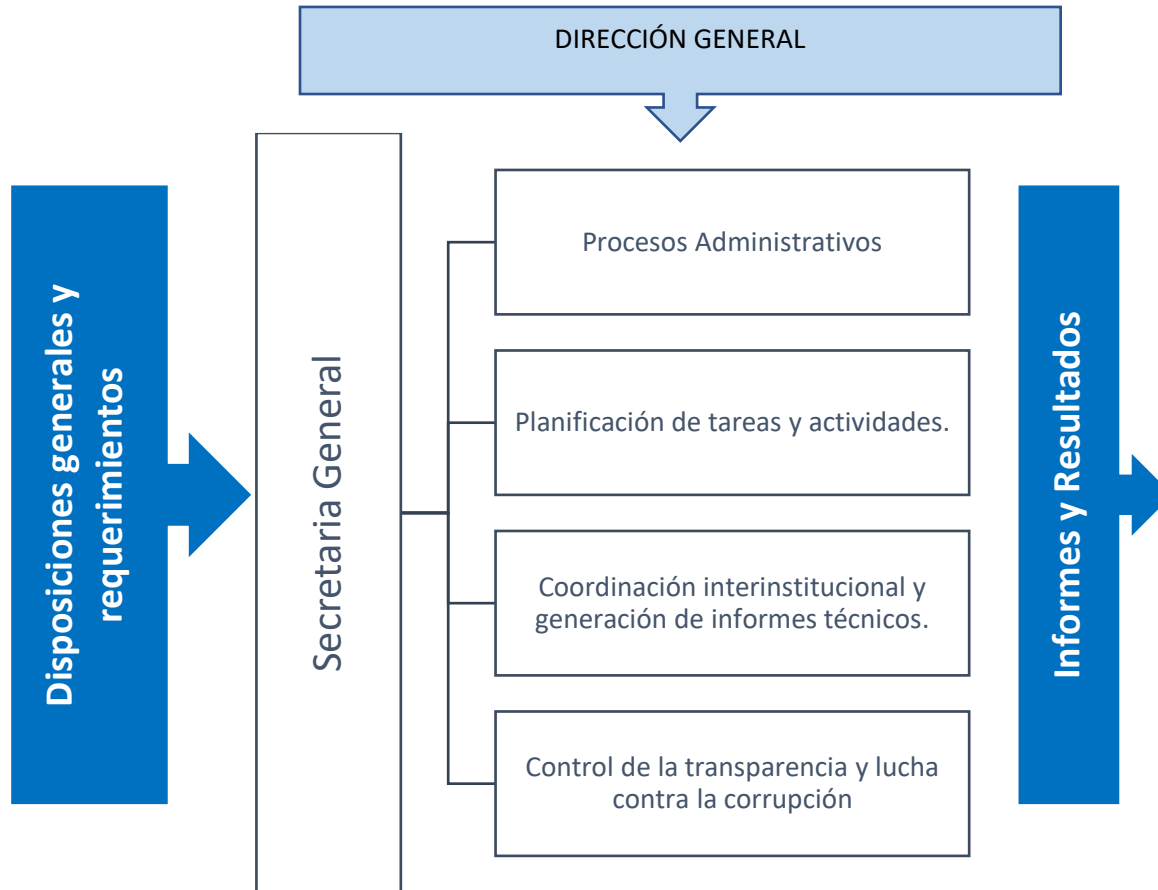 DIRECCIÓN GENERAL
Disposiciones generales y
requerimientos
Secretaria General
Procesos Administrativos
Planificación de tareas y actividades.
Coordinación interinstitucional y
generación de informes técnicos.
Control de la transparencia y lucha
contra la corrupción
Informes y Resultados